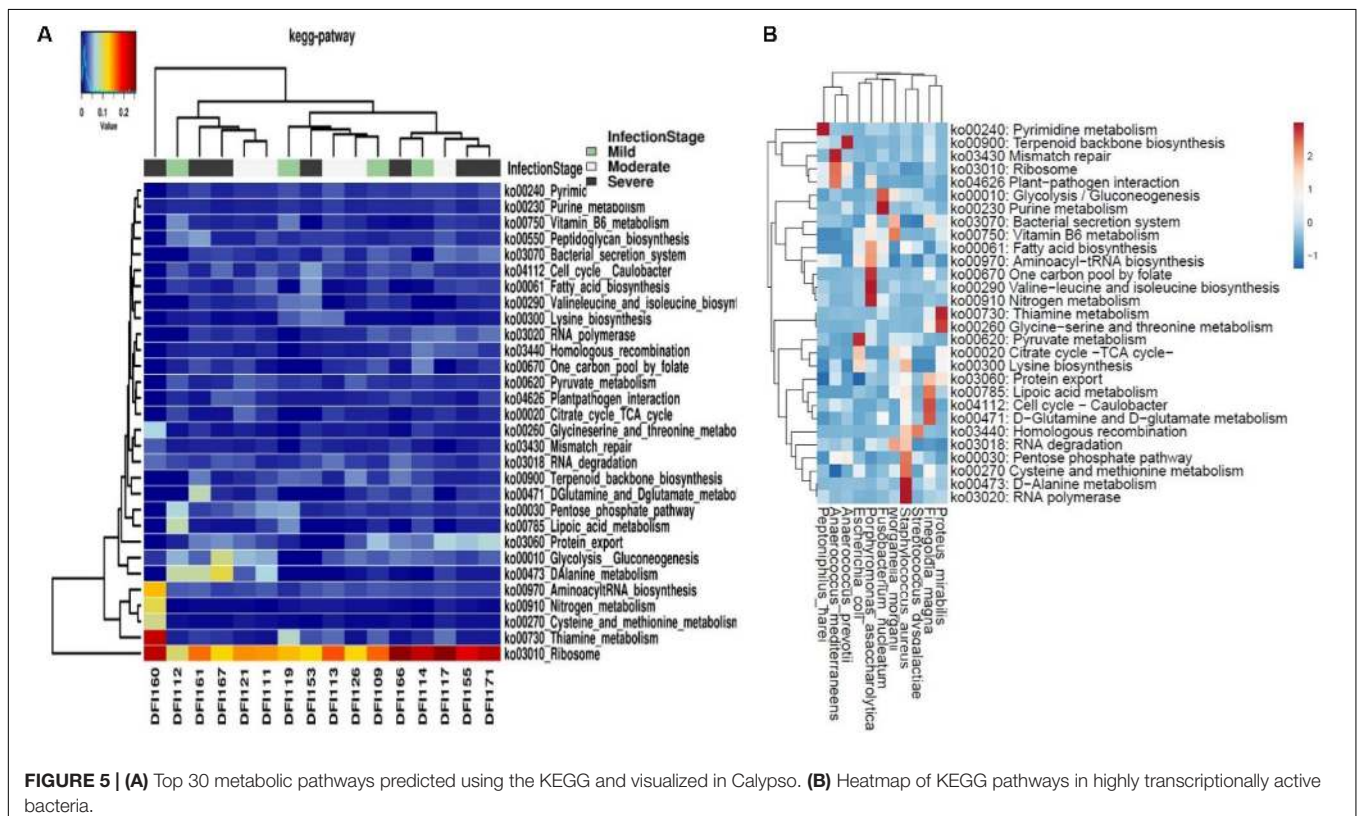 A
kegg-patway
0 0.1 0.2
Value
InfectionStage
Mild
Moderate
Severe
InfectionStage
ko00240_Pyrimid
ko00230_Purine_metabolism
ko00750_Vitamin_B6_metabolism
ko00550_Peptidoglycan_biosynthesis
ko03070_Bacterial_secretion_system
ko04112_Cell_cycle__Caulobacter
ko00061_Fatty_acid_biosynthesis
ko00290_Valineleucine_and_isoleucine_biosynt
ko00300_Lysine_biosynthesis
ko03020_RNA_polymerase
ko03440_Homologous_recombination
ko00670_One_carbon_pool_by_folate
ko00620_Pyruvate_metabolism
ko04626_Plantpathogen_interaction
ko00020_Citrate_cycle_TCA_cycle
ko00260_Glycineserine_and_threonine_metabo
ko03430_Mismatch_repair
ko03018_RNA_degradation
ko00900_Terpenoid_backbone_biosynthesis
ko00471_DGlutamine_and_Dglutamate_metabo
ko00030_Pentose_phosphate_pathway
ko00785_Lipoic_acid_metabolism
ko03060_Protein_export
ko00010_Glycolysis__Gluconeogenesis
ko00473_DAlanine_metabolism
ko00970_AminoacyltRNA_biosynthesis
ko00910_Nitrogen_metabolism
ko00270_Cysteine_and_methionine_metabolism
ko00730_Thiamine_metabolism
ko03010_Ribosome
DFI160
DFI112
DFI161
DFI167
DFI121
DFI111
DFI119
DFI153
DFI113
DFI126
DFI109
DFI166
DFI114
DFI117
DFI155
DFI171
B
2
1
0
−1
ko00240: Pyrimidine metabolism
ko00900: Terpenoid backbone biosynthesis
ko03430 Mismatch repair
ko03010: Ribosome
ko04626 Plant−pathogen interaction
ko00010: Glycolysis / Gluconeogenesis
ko00230 Purine metabolism
ko03070: Bacterial secretion system
ko00750: Vitamin B6 metabolism
ko00061: Fatty acid biosynthesis
ko00970: Aminoacyl−tRNA biosynthesis
ko00670 One carbon pool by folate
ko00290 Valine−leucine and isoleucine biosynthesis
ko00910 Nitrogen metabolism
ko00730: Thiamine metabolism
ko00260 Glycine−serine and threonine metabolism
ko00620: Pyruvate metabolism
ko00020 Citrate cycle −TCA cycle−
ko00300 Lysine biosynthesis
ko03060: Protein export
ko00785: Lipoic acid metabolism
ko04112: Cell cycle − Caulobacter
ko00471: D−Glutamine and D−glutamate metabolism
ko03440: Homologous recombination
ko03018: RNA degradation
ko00030: Pentose phosphate pathway
ko00270 Cysteine and methionine metabolism
ko00473: D−Alanine metabolism
ko03020: RNA polymerase
Peptoniphilus_harei
Anaerococcus_mediterraneens
Anaerococcus_prevotii
Escherichia_coli
Porphyromonas_asaccharolytica
Fusobacterium_nucleatum
Morganella_morganii
Staphylococcus_aureus
Streptococcus_dysgalactiae
Finegoldia_magna
Proteus_mirabilis
FIGURE 5 | (A) Top 30 metabolic pathways predicted using the KEGG and visualized in Calypso. (B) Heatmap of KEGG pathways in highly transcriptionally active
bacteria.